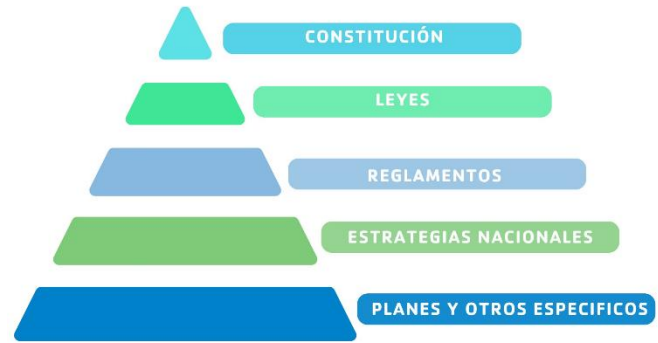 CONSTITUCIÓN
LEYES
REGLAMENTOS
ESTRATEGIAS NACIONALES
PLANES Y OTROS ESPECIFICOS